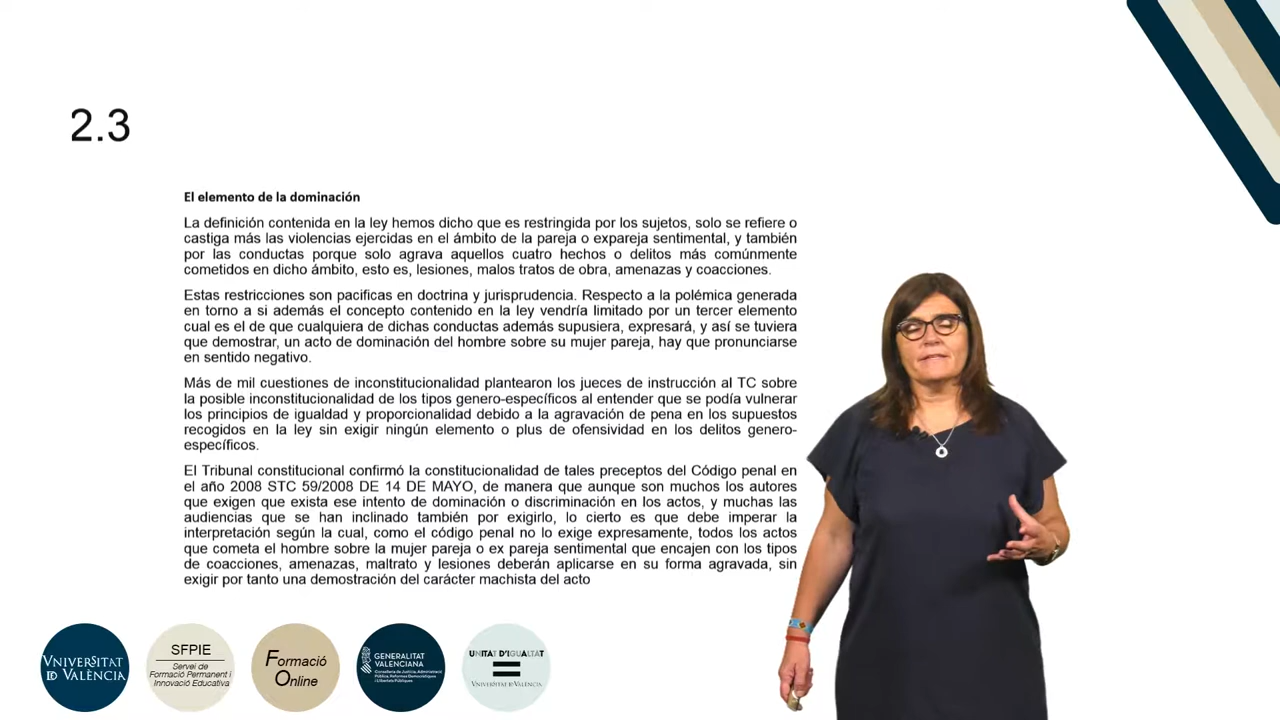 2.3
El elemento de la dominación
La definición contenida en la ley hemos dicho que es restringida por los sujetos, solo se refiere o
castiga más las violencias ejercidas en el ámbito de la pareja o expareja sentimental, y también
por las conductas porque solo agrava aquellos cuatro hechos o delitos más comúnmente
cometidos en dicho ámbito, esto es, lesiones, malos tratos de obra, amenazas y coacciones.
Estas restricciones son pacificas en doctrina y jurisprudencia. Respecto a la polémica generada
en torno a si además el concepto contenido en la ley vendría limitado por un tercer elemento
cual es el de que cualquiera de dichas conductas además supusiera, expresará, y así se tuviera
que demostrar, un acto de dominación del hombre sobre su mujer pareja, hay que pronunciarse
en sentido negativo.
Más de mil cuestiones de inconstitucionalidad plantearon los jueces de instrucción al TC sobre
la posible inconstitucionalidad de los tipos genero-específicos al entender que se podía vulnerar
los principios de igualdad y proporcionalidad debido a la agravación de pena en los supuestos
recogidos en la ley sin exigir ningún elemento o plus de ofensividad en los delitos genero-
específicos.
El Tribunal constitucional confirmó la constitucionalidad de tales preceptos del Código penal en
el año 2008 STC 59/2008 DE 14 DE MAYO, de manera que aunque son muchos los autores
que exigen que exista ese intento de dominación o discriminación en los actos, y muchas las
audiencias que se han inclinado también por exigirlo, lo cierto es que debe imperar la
interpretación según la cual, como el código penal no lo exige expresamente, todos los actos
que cometa el hombre sobre la mujer pareja o ex pareja sentimental que encajen con los tipos
de coacciones, amenazas, maltrato y lesiones deberán aplicarse en su forma agravada, sin
exigir por tanto una demostración del carácter machista del acto
VNIVERSITAT
D VALÈNCIA
SFPIE
Servei de
Formació Permanent i
Innovació Educativa
Formació
Online
GENERALITAT
VALENCIANA
Conselleria de Justícia, Administració
Pública, Reformes Democràtiques
i Llibertats Públiques
UNITAT D'IGUALTAT
VNIVERSITAT D VALÈNCIA